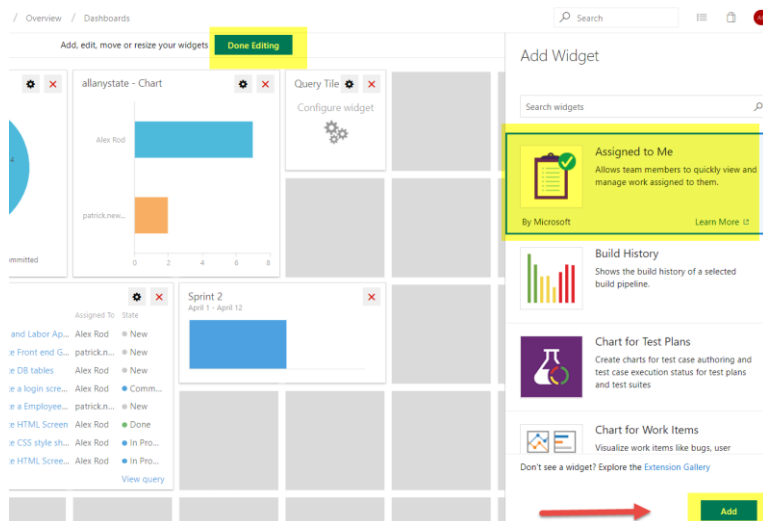 / Overview / Dashboards
Search
Add, edit, move or resize your widgets
Done Editing
Add Widget
Search widgets
allanystate - Chart
Alex Rod
patrick.new...
0 2 4 6 8
Query Tile
Configure widget
ommitted
Assigned to Me
Allows team members to quickly view and
manage work assigned to them.
By Microsoft
Learn More
Build History
Shows the build history of a selected
build pipeline.
Chart for Test Plans
Create charts for test case authoring and
test case execution status for test plans
and test suites
Chart for Work Items
Visualize work items like bugs, user
Don't see a widget? Explore the Extension Gallery
Add
Assigned To State
and Labor Ap... Alex Rod New
te Front end G... patrick.n... New
te DB tables Alex Rod New
te a login scre... Alex Rod Comm...
te a Employee... patrick.n... New
te HTML Screen Alex Rod Done
te CSS style sh... Alex Rod In Pro...
te HTML Scree... Alex Rod In Pro...
View query
Sprint 2
April 1 - April 12